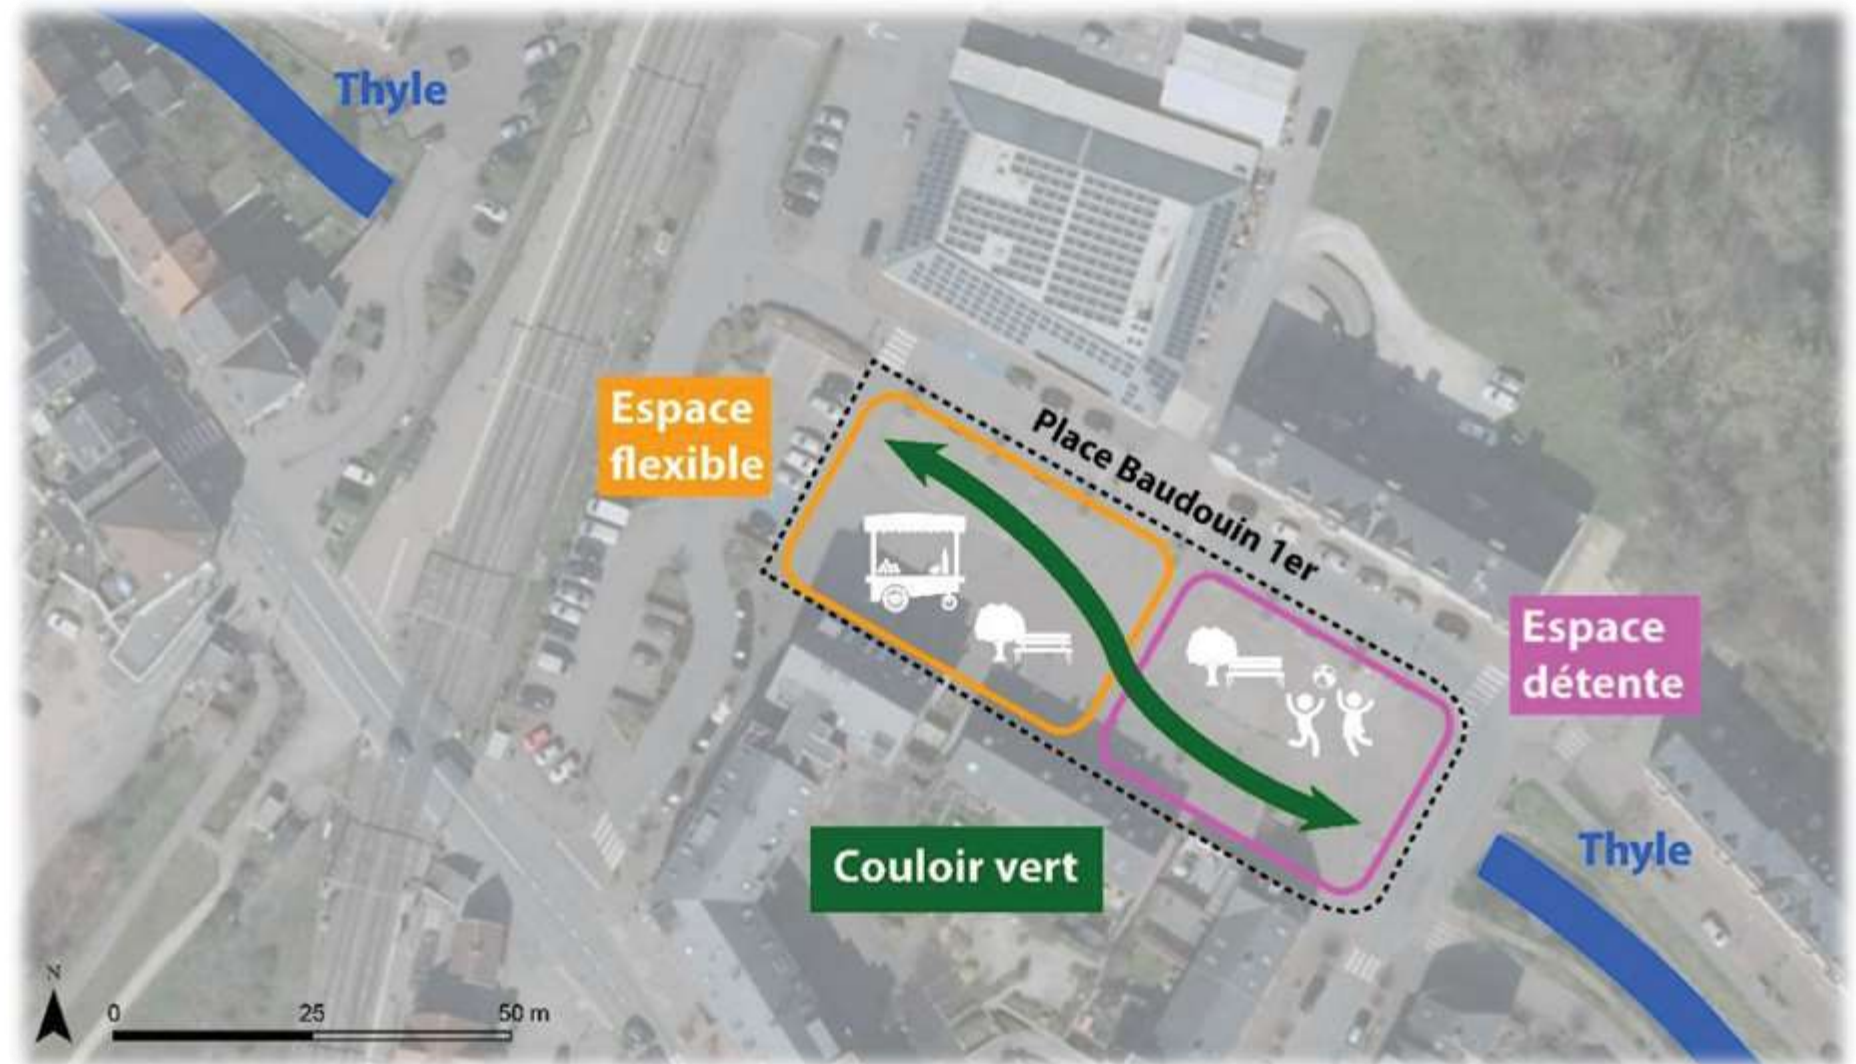 Thyle
Espace
flexible
Place Baudouin 1er
Espace
détente
Couloir vert
Thyle
N
0 25 50 m